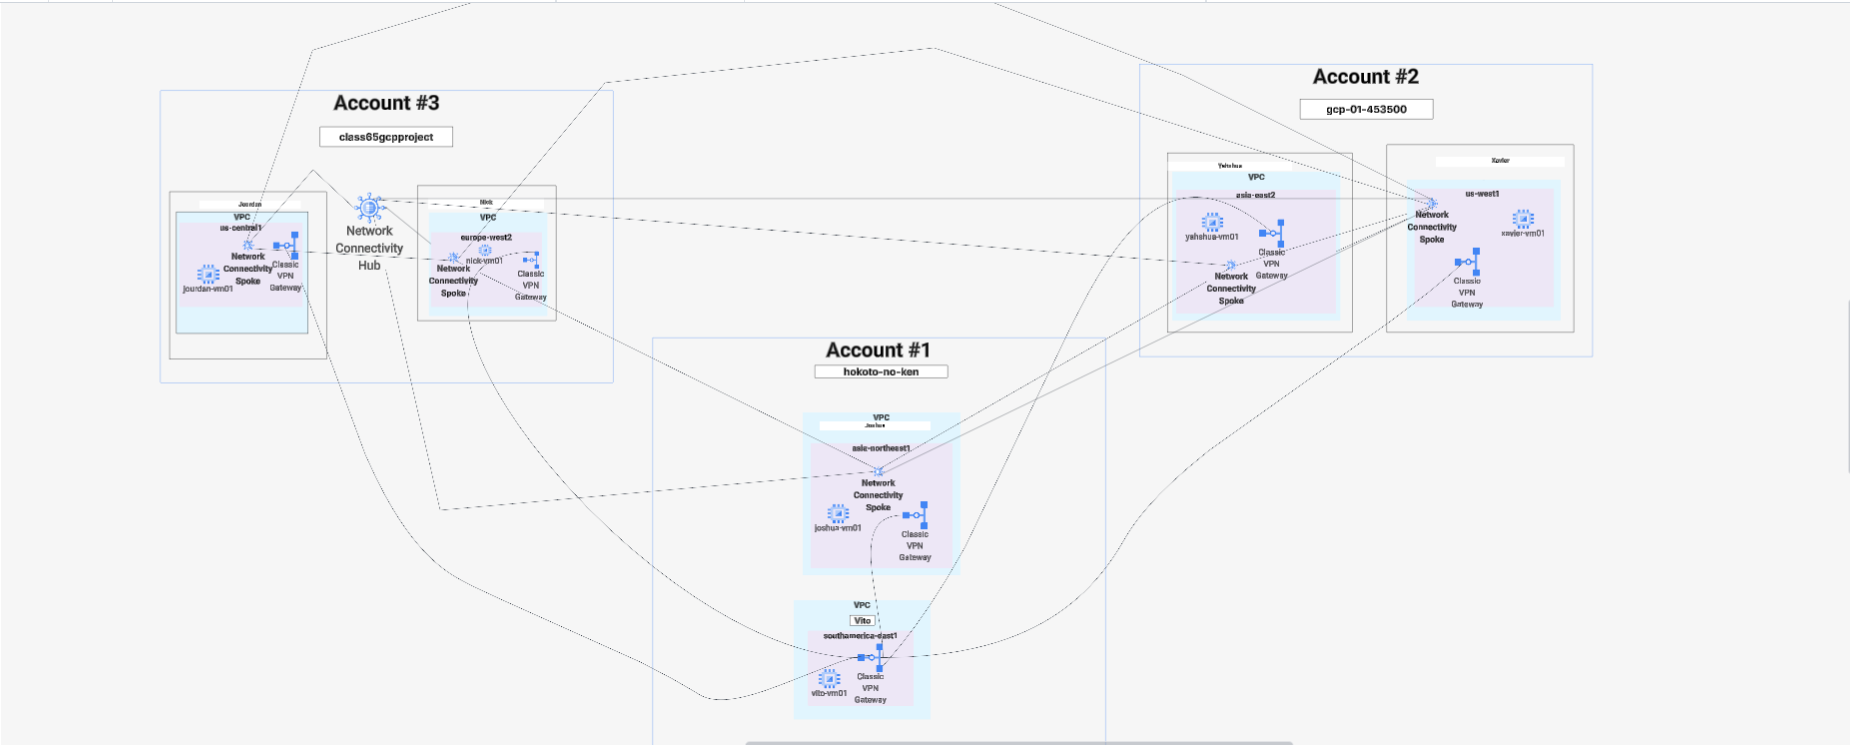 Account #3
class65gcpproject
Jourdan
VPC
us-central1
Network
Connectivity
Spoke
Classic
VPN
Gateway
jourdan-vm01
Network
Connectivity
Hub
Nick
VPC
europe-west2
nick-vm01
Network
Connectivity
Spoke
Classic
VPN
Gateway
Account #2
gcp-01-453500
Yahshua
VPC
asia-east2
yahshua-vm01
Classic
VPN
Gateway
Network
Connectivity
Spoke
Xavier
us-west1
Network
Connectivity
Spoke
xavier-vm01
Classic
VPN
Gateway
Account #1
hokoto-no-ken
VPC
Joshua
asia-northeast1
Network
Connectivity
Spoke
joshua-vm01
Classic
VPN
Gateway
VPC
Vito
southamerica-east1
Classic
VPN
Gateway
vito-vm01